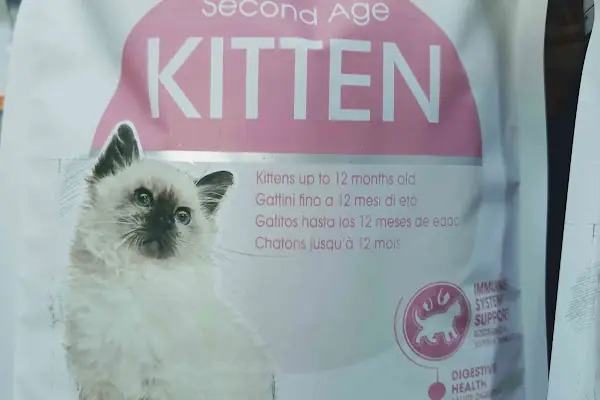 Second Age
KITTEN
Kittens up to 12 months old
Gattini fino a 12 mesi di età
Gatitos hasta los 12 meses de edad
Chatons jusqu'à 12 mois
IMMUNE
SYSTEM
SUPPORT
DIGESTIVE
HEALTH